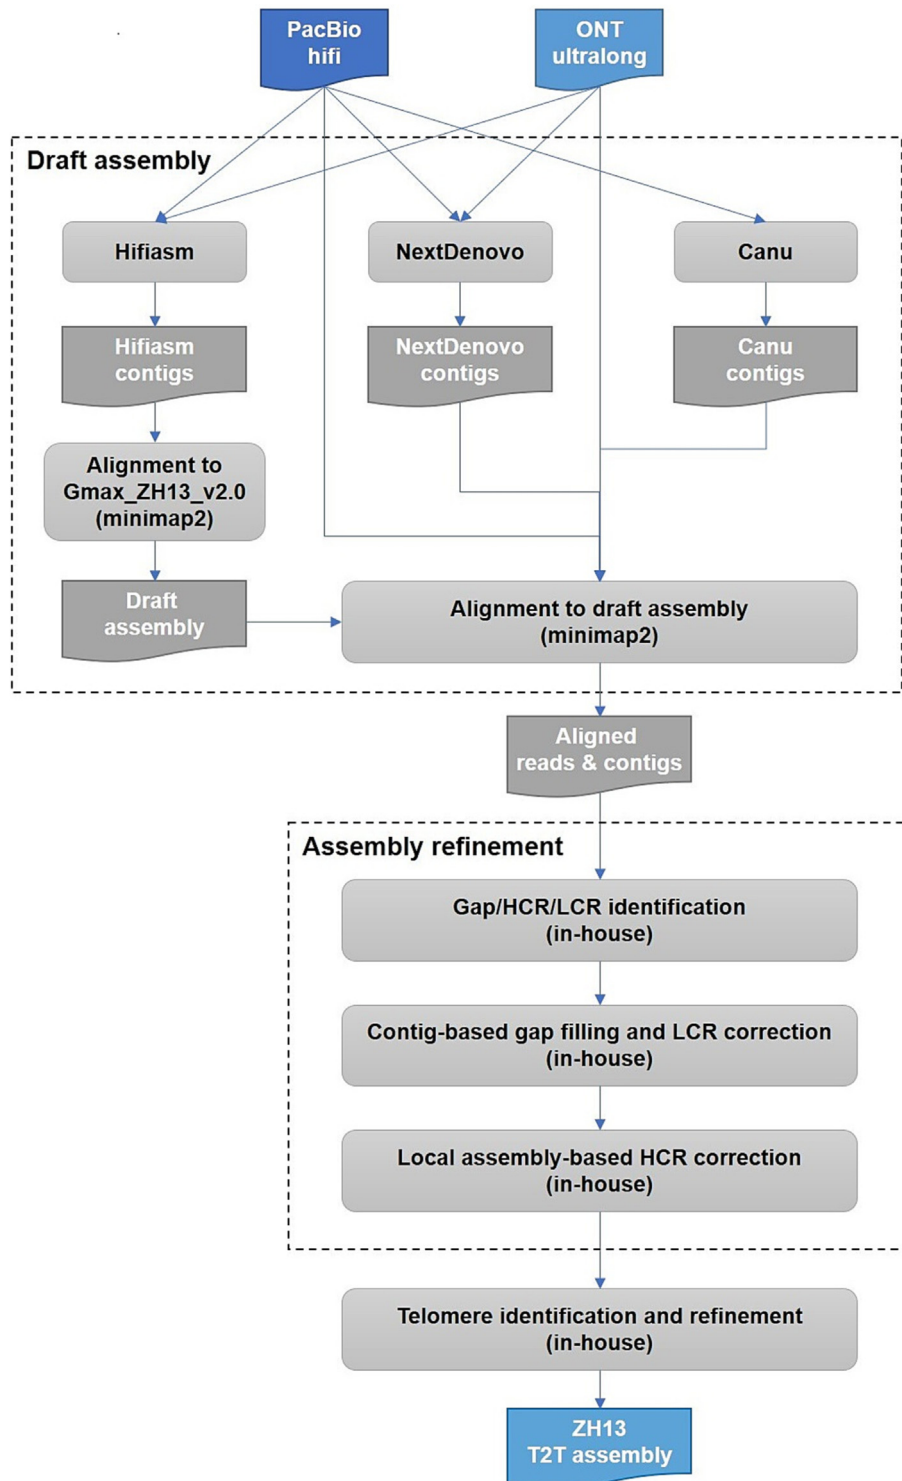 PacBio
hifi
ONT
ultralong
Draft assembly
Hifiasm
NextDenovo
Canu
Hifiasm
contigs
NextDenovo
contigs
Canu
contigs
Alignment to
Gmax_ZH13_v2.0
(minimap2)
Draft
assembly
Alignment to draft assembly
(minimap2)
Aligned
reads & contigs
Assembly refinement
Gap/HCR/LCR identification
(in-house)
Contig-based gap filling and LCR correction
(in-house)
Local assembly-based HCR correction
(in-house)
Telomere identification and refinement
(in-house)
ZH13
T2T assembly